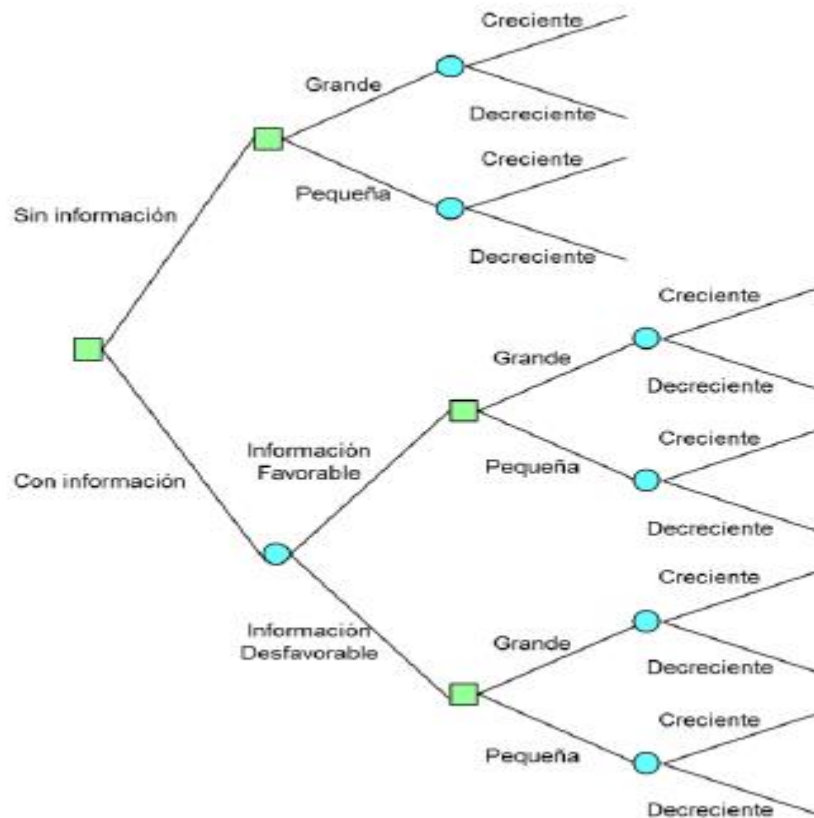 Creciente
Grande
Decreciente
Creciente
Pequeña
Sin información
Decreciente
Creciente
Grande
Decreciente
Información
Favorable
Creciente
Pequeña
Con información
Decreciente
Creciente
Información
Desfavorable
Grande
Decreciente
Creciente
Pequeña
Decreciente